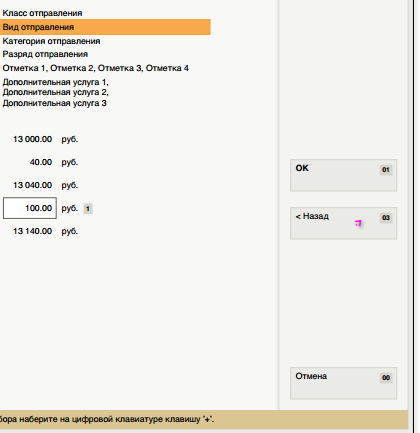 Класс отправления
Вид отправления
Категория отправления
Разряд отправления
Отметка 1, Отметка 2, Отметка 3, Отметка 4
Дополнительная услуга 1,
Дополнительная услуга 2,
Дополнительная услуга 3
13 000.00 руб.
40.00 руб.
13 040.00 руб.
100.00 руб. 1
13 140.00 руб.
OK 01
< Назад 03
Отмена 00
бора наберите на цифровой клавиатуре клавишу '+'.